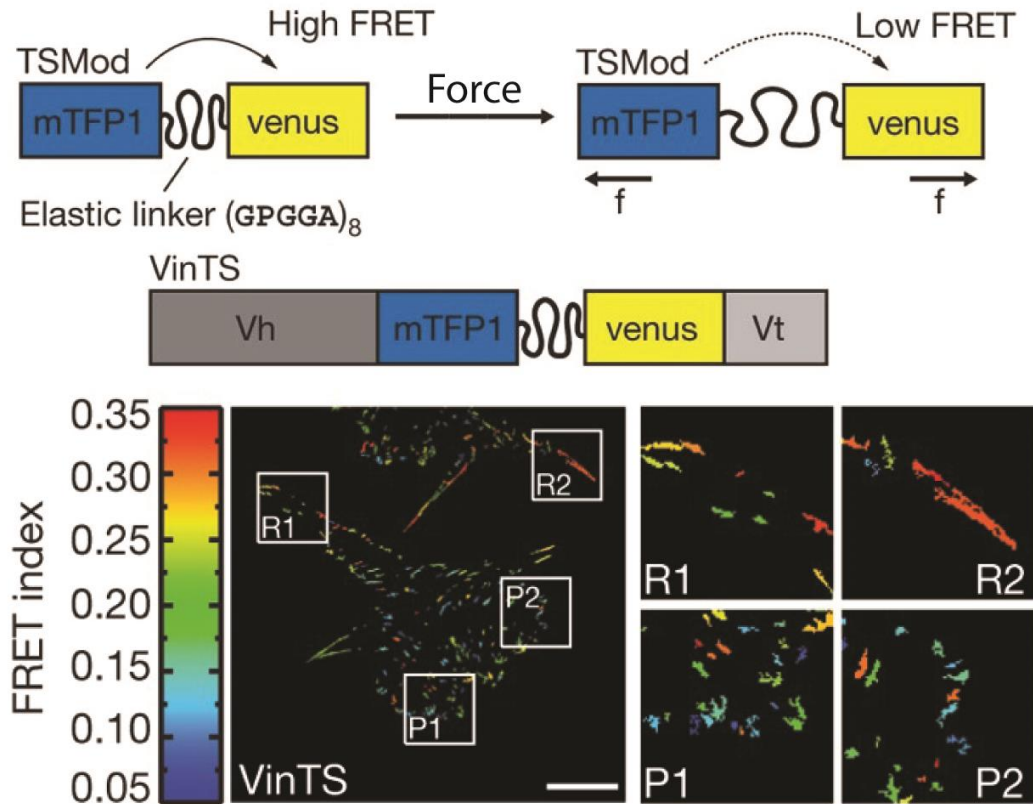 High FRET
Low FRET
TSMod
TSMod
mTFP1
venus
Force
mTFP1
venus
f
f
Elastic linker (GPGGA)8
VinTS
Vh
mTFP1
venus
Vt
FRET index
0.35
0.30
0.25
0.20
0.15
0.10
0.05
R1
R2
P2
P1
VinTS
R1
R2
P1
P2